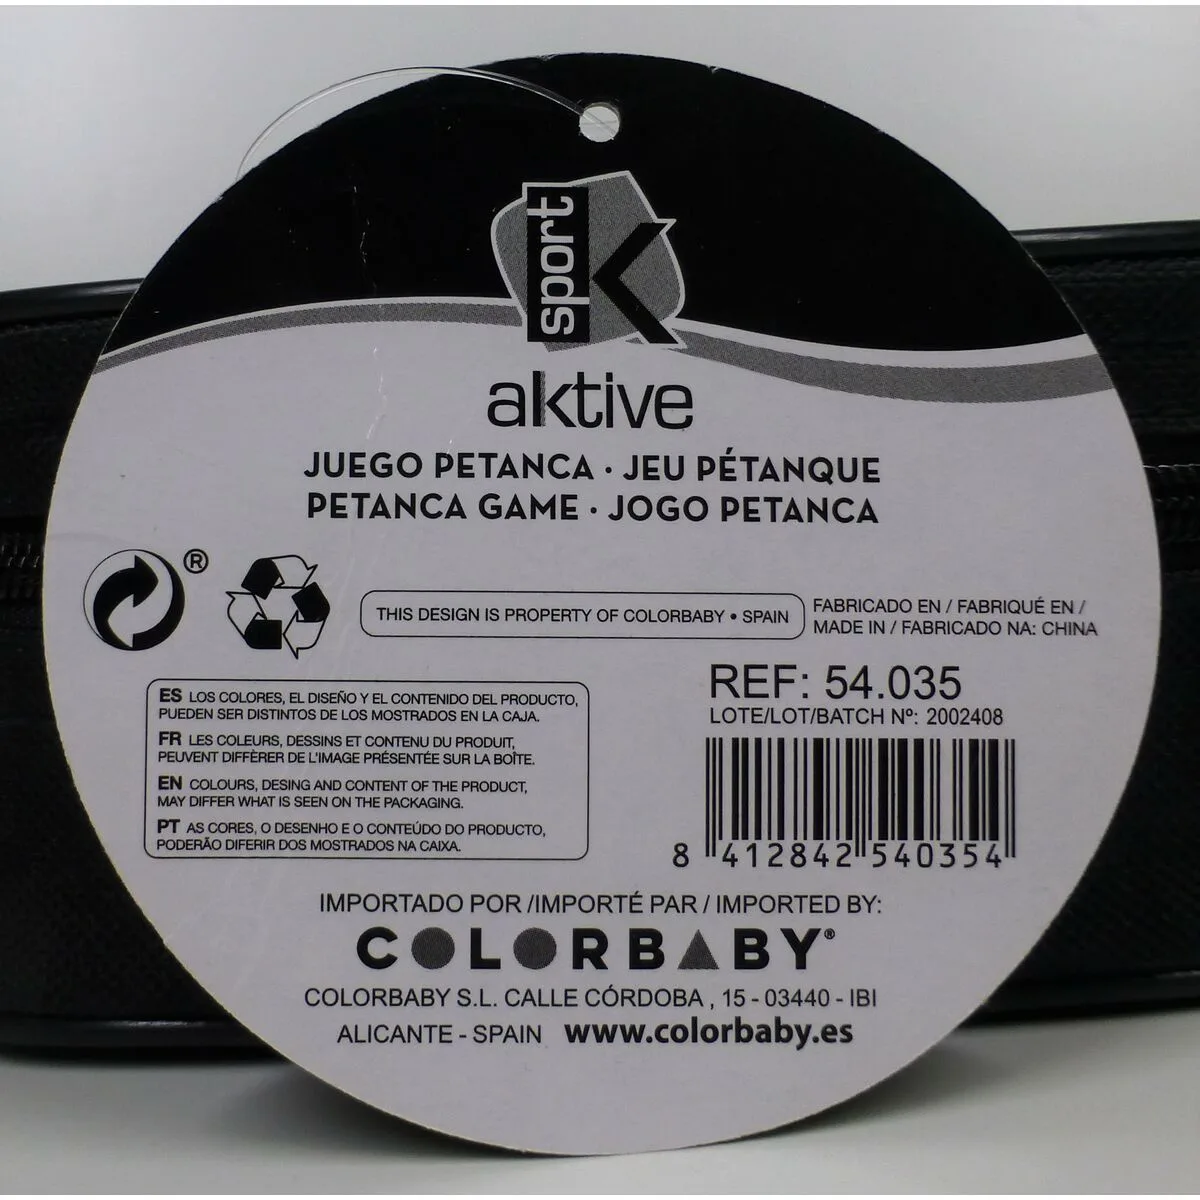 sport
K
aktive
JUEGO PETANCA · JEU PÉTANQUE
PETANCA GAME · JOGO PETANCA
®
THIS DESIGN IS PROPERTY OF COLORBABY • SPAIN
FABRICADO EN / FABRIQUÉ EN /
MADE IN / FABRICADO NA: CHINA
ES LOS COLORES, EL DISEÑO Y EL CONTENIDO DEL PRODUCTO,
PUEDEN SER DISTINTOS DE LOS MOSTRADOS EN LA CAJA.
FR LES COULEURS, DESSINS ET CONTENU DU PRODUIT,
PEUVENT DIFFÈRER DE L'IMAGE PRÉSENTÉE SUR LA BOÎTE.
EN COLOURS, DESING AND CONTENT OF THE PRODUCT,
MAY DIFFER WHAT IS SEEN ON THE PACKAGING.
PT AS CORES, O DESENHO E O CONTEÚDO DO PRODUCTO,
PODERÃO DIFERIR DOS MOSTRADOS NA CAIXA.
REF: 54.035
LOTE/LOT/BATCH Nº: 2002408
8 412842 540354
IMPORTADO POR /IMPORTÉ PAR / IMPORTED BY:
COLORBABY®
COLORBABY S.L. CALLE CÓRDOBA , 15 - 03440 - IBI
ALICANTE - SPAIN www.colorbaby.es